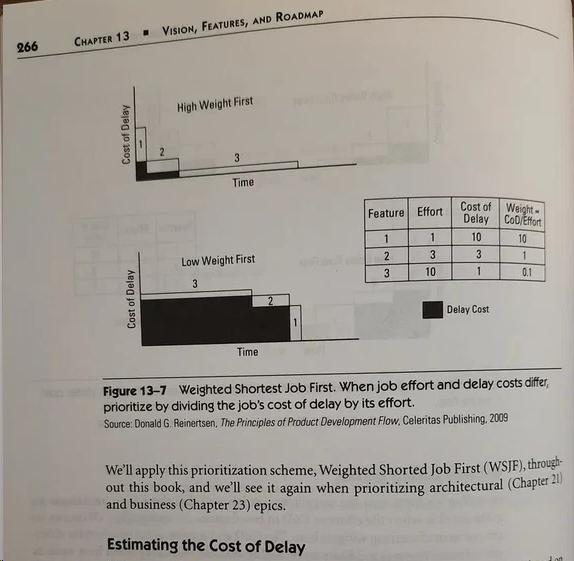 266 CHAPTER 13 ■ VISION, FEATURES, AND ROADMAP
High Weight First
Cost of Delay
1
2
3
Time
Feature Effort Cost of Delay Weight = CoD/Effort
1 1 10 10
2 3 3 1
3 10 1 0.1
Low Weight First
Cost of Delay
3
2
1
Time
Delay Cost
Figure 13–7 Weighted Shortest Job First. When job effort and delay costs differ,
prioritize by dividing the job's cost of delay by its effort.
Source: Donald G. Reinertsen, The Principles of Product Development Flow, Celeritas Publishing, 2009
We'll apply this prioritization scheme, Weighted Shorted Job First (WSJF), through-
out this book, and we'll see it again when prioritizing architectural (Chapter 21)
and business (Chapter 23) epics.
Estimating the Cost of Delay